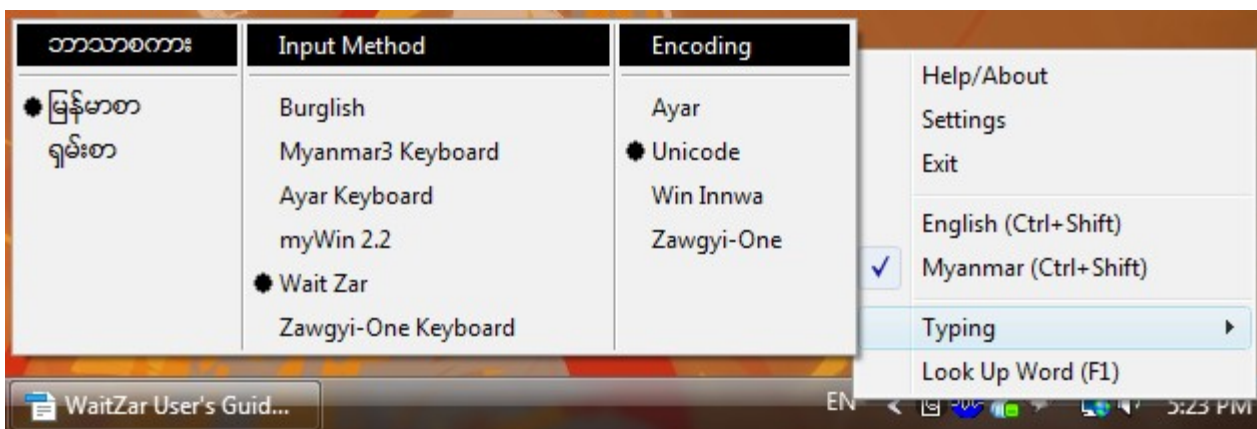 ဘာသာစကား
မြန်မာစာ
ရှမ်းစာ
Input Method
Burglish
Myanmar3 Keyboard
Ayar Keyboard
myWin 2.2
Wait Zar
Zawgyi-One Keyboard
Encoding
Ayar
Unicode
Win Innwa
Zawgyi-One
Help/About
Settings
Exit
English (Ctrl+Shift)
Myanmar (Ctrl+Shift)
Typing
Look Up Word (F1)
WaitZar User's Guid...
EN
5:23 PM